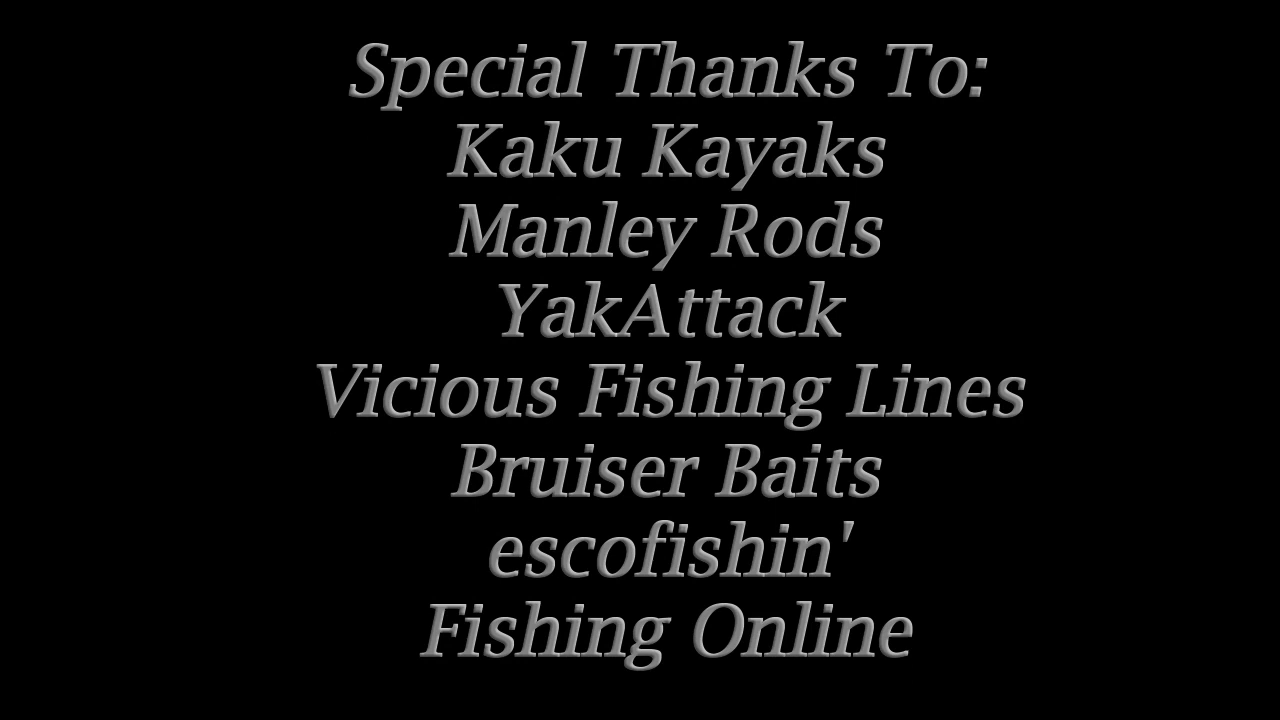 Special Thanks To:
Kaku Kayaks
Manley Rods
YakAttack
Vicious Fishing Lines
Bruiser Baits
escofishin'
Fishing Online